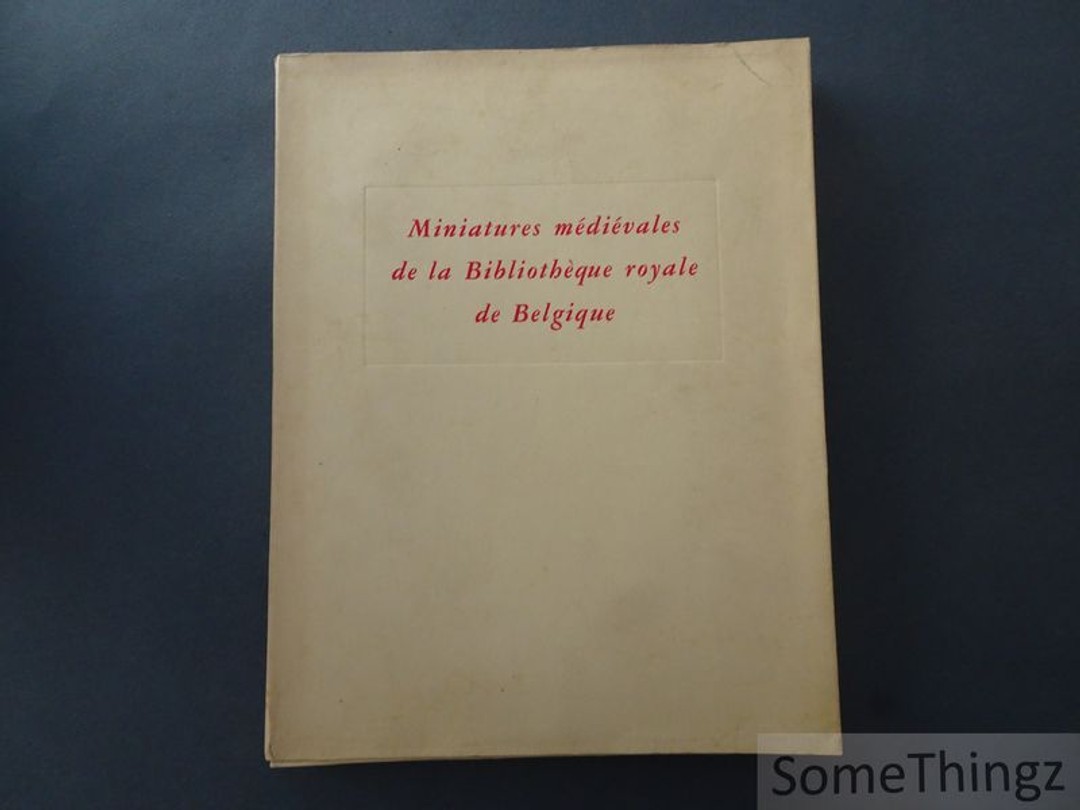 Miniatures médiévales
de la Bibliothèque royale
de Belgique
SomeThingz